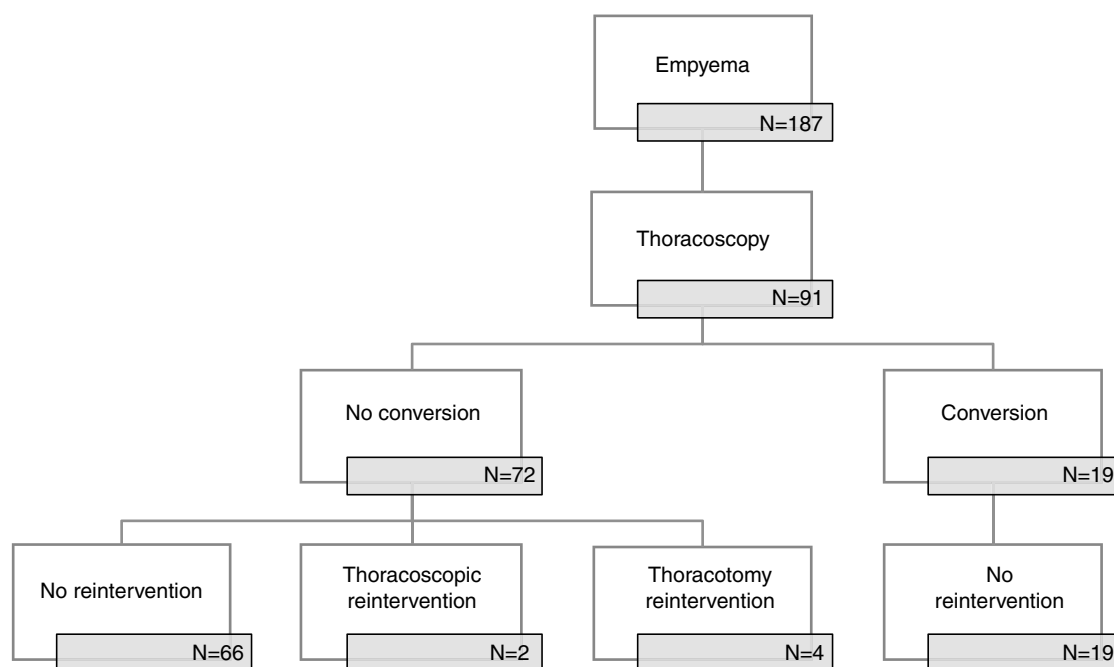 Empyema
N=187
Thoracoscopy
N=91
No conversion
N=72
Conversion
N=19
No reintervention
N=66
Thoracoscopic
reintervention
N=2
Thoracotomy
reintervention
N=4
No
reintervention
N=19